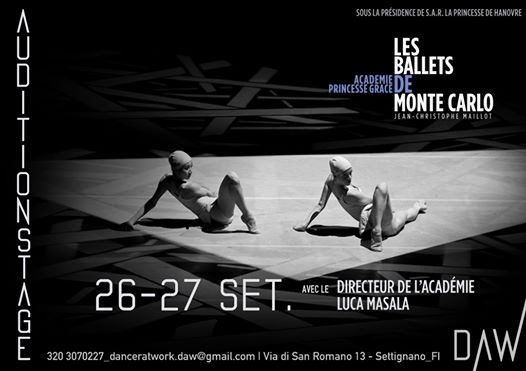 SOUS LA PRÉSIDENCE DE S.A.R. LA PRINCESSE DE HANOVRE
AUDITIONSTAGE
LES
BALLETS
ACADEMIE
PRINCESSE GRACE
DE
MONTE CARLO
JEAN-CHRISTOPHE MAILLOT
26-27 SET.
AVEC LE
DIRECTEUR DE L'ACADÉMIE
LUCA MASALA
320 3070227_danceratwork.daw@gmail.com | Via di San Romano 13 - Settignano_FI
DAW